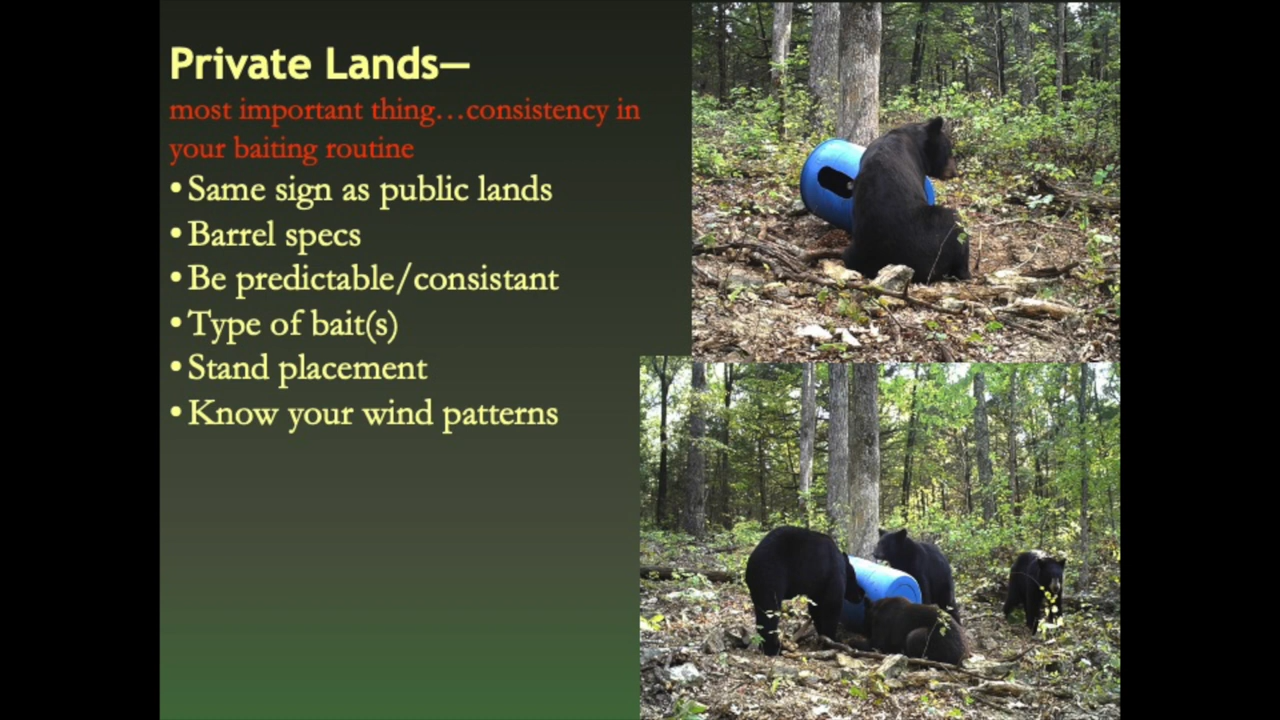 Private Lands—
most important thing...consistency in
your baiting routine
• Same sign as public lands
• Barrel specs
• Be predictable/consistant
• Type of bait(s)
• Stand placement
• Know your wind patterns